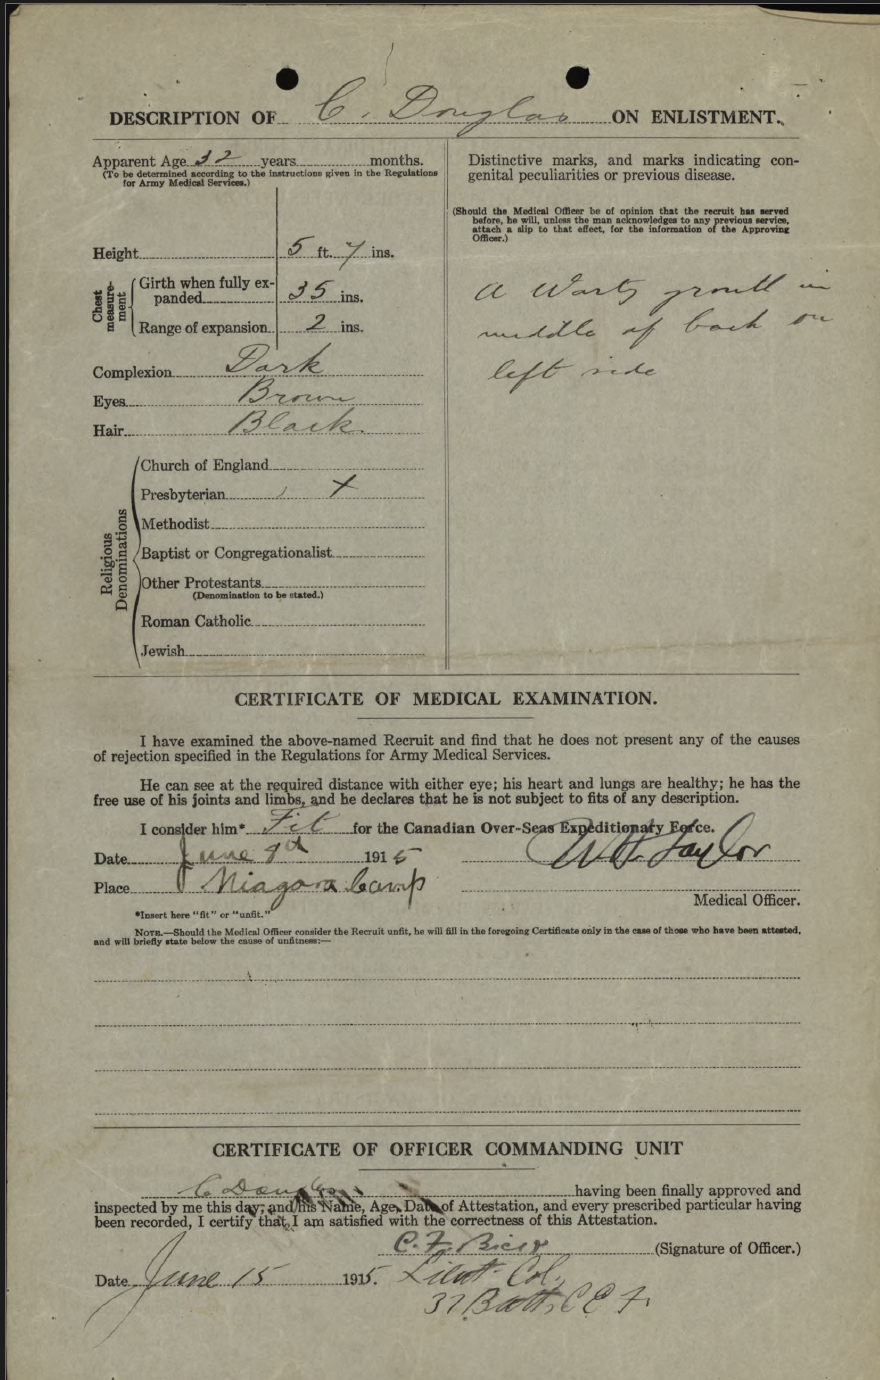 DESCRIPTION OF C. Douglas ON ENLISTMENT.
Apparent Age 32 years months.
(To be determined according to the instructions given in the Regulations
for Army Medical Services.)
Height 5 ft. 7 ins.
Chest
measure-
ment
Girth when fully ex-
panded 35 ins.
Range of expansion 2 ins.
Complexion Dark
Eyes Brown
Hair Black
Religious
Denominations
Church of England
Presbyterian X
Methodist
Baptist or Congregationalist
Other Protestants
(Denomination to be stated.)
Roman Catholic
Jewish
Distinctive marks, and marks indicating con-
genital peculiarities or previous disease.
(Should the Medical Officer be of opinion that the recruit has served
before, he will, unless the man acknowledges to any previous service,
attach a slip to that effect, for the information of the Approving
Officer.)
A Warty growth in
middle of back on
left side
CERTIFICATE OF MEDICAL EXAMINATION.
I have examined the above-named Recruit and find that he does not present any of the causes
of rejection specified in the Regulations for Army Medical Services.
He can see at the required distance with either eye; his heart and lungs are healthy; he has the
free use of his joints and limbs, and he declares that he is not subject to fits of any description.
I consider him* Fit for the Canadian Over-Seas Expeditionary Force.
Date June 1915 Taylor
Place Niagara Camp
Medical Officer.
*Insert here "fit" or "unfit."
NOTE.—Should the Medical Officer consider the Recruit unfit, he will fill in the foregoing Certificate only in the case of those who have been attested,
and will briefly state below the cause of unfitness:—
CERTIFICATE OF OFFICER COMMANDING UNIT
C. Douglas having been finally approved and
inspected by me this day, and his Name, Age, Date of Attestation, and every prescribed particular having
been recorded, I certify that I am satisfied with the correctness of this Attestation.
C. F. (Signature of Officer.)
Date June 15 1915. Lieut. Col.
37 Batt. C E F.